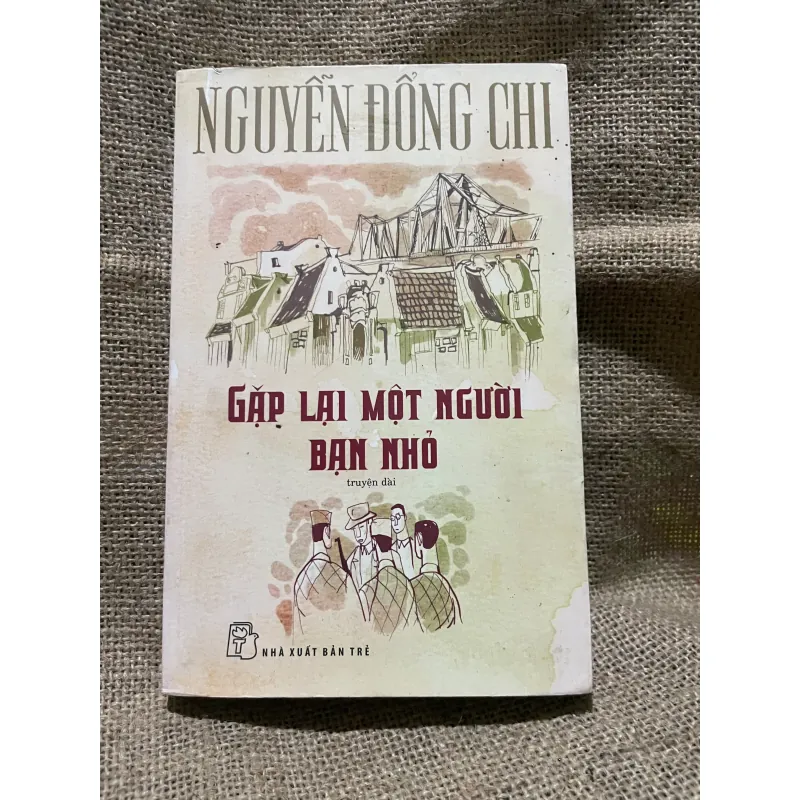 NGUYỄN ĐỔNG CHI
GẶP LẠI MỘT NGƯỜI
BẠN NHỎ
truyện dài
NHÀ XUẤT BẢN TRẺ